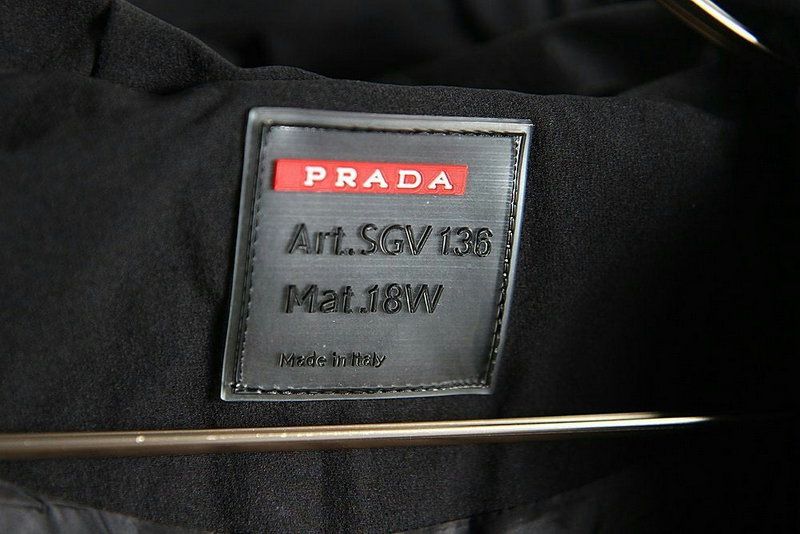 PRADA
Art..SGV 136
Mat.18W
Made in Italy